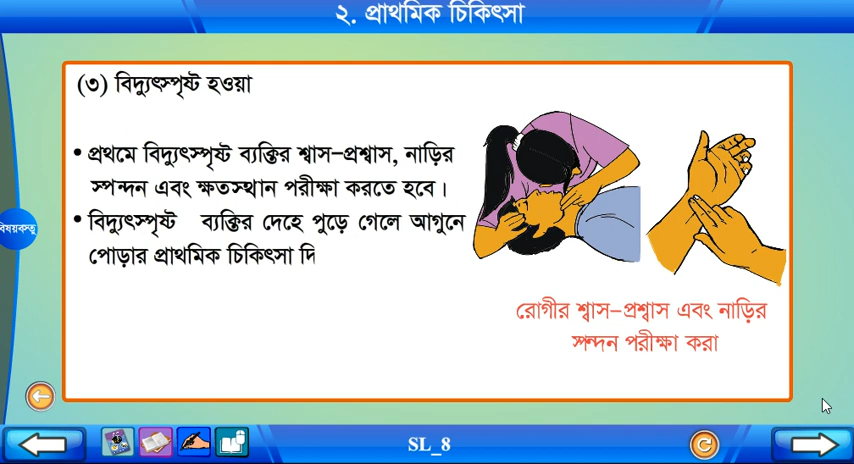 ২. প্রাথমিক চিকিৎসা
(৩) বিদ্যুৎস্পৃষ্ট হওয়া
• প্রথমে বিদ্যুৎস্পৃষ্ট ব্যক্তির শ্বাস-প্রশ্বাস, নাড়ির
স্পন্দন এবং ক্ষতস্থান পরীক্ষা করতে হবে।
• বিদ্যুৎস্পৃষ্ট ব্যক্তির দেহে পুড়ে গেলে আগুনে
পোড়ার প্রাথমিক চিকিৎসা দি
বিষয়বস্তু
রোগীর শ্বাস-প্রশ্বাস এবং নাড়ির
স্পন্দন পরীক্ষা করা
SL_8